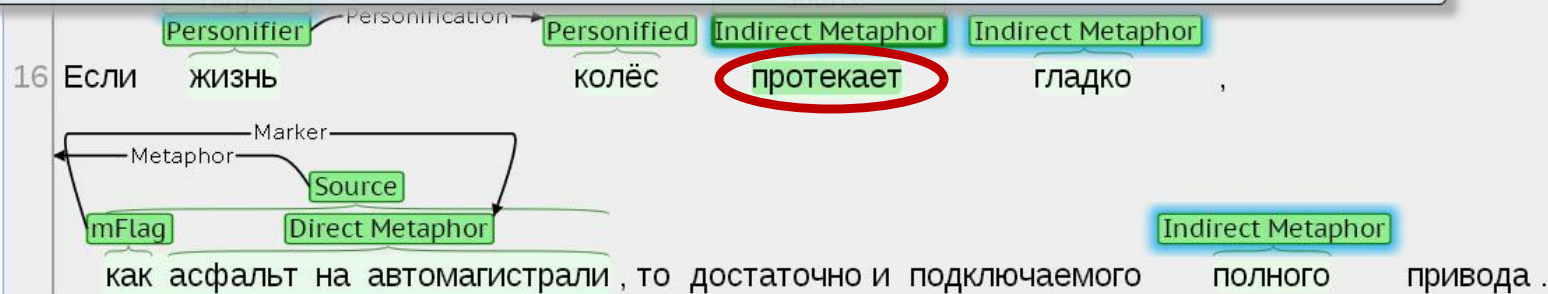 Personifier Personification Personified Indirect Metaphor Indirect Metaphor
16 Если жизнь колёс протекает гладко ,
Marker
Metaphor
Source
mFlag Direct Metaphor Indirect Metaphor
как асфальт на автомагистрали , то достаточно и подключаемого полного привода .